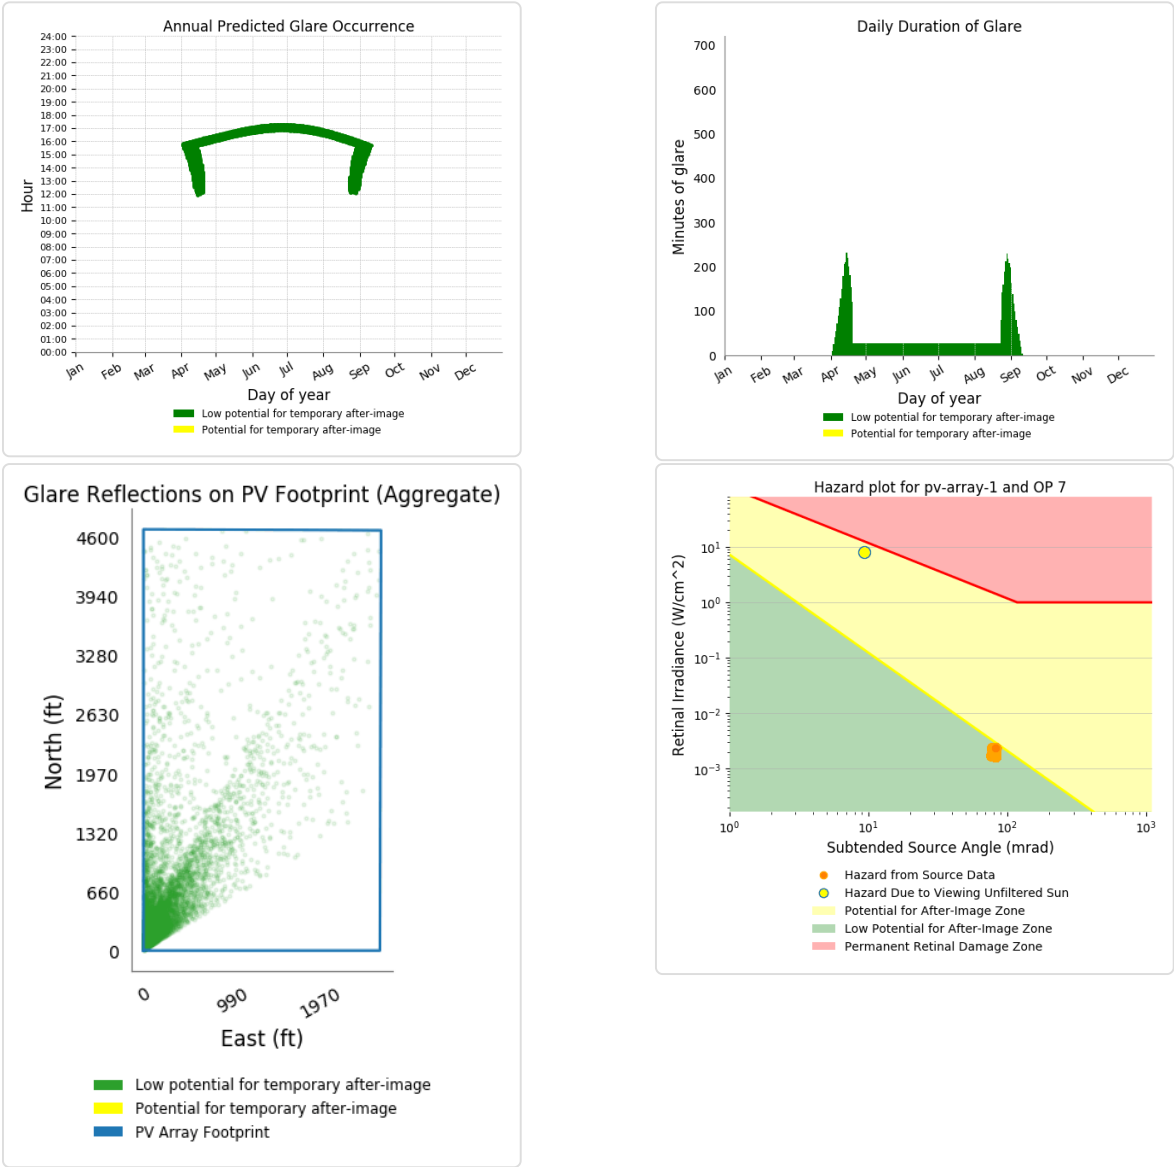 Annual Predicted Glare Occurrence
24:00
23:00
22:00
21:00
20:00
19:00
18:00
17:00
16:00
15:00
14:00
13:00
12:00
11:00
10:00
09:00
08:00
07:00
06:00
05:00
04:00
03:00
02:00
01:00
00:00
Hour
Jan Feb Mar Apr May Jun Jul Aug Sep Oct Nov Dec
Day of year
Low potential for temporary after-image
Potential for temporary after-image
Daily Duration of Glare
700
600
500
400
300
200
100
0
Minutes of glare
Jan Feb Mar Apr May Jun Jul Aug Sep Oct Nov Dec
Day of year
Low potential for temporary after-image
Potential for temporary after-image
Glare Reflections on PV Footprint (Aggregate)
4600
3940
3280
2630
1970
1320
660
0
North (ft)
0 990 1970
East (ft)
Low potential for temporary after-image
Potential for temporary after-image
PV Array Footprint
Hazard plot for pv-array-1 and OP 7
10^1
10^0
10^−1
10^−2
10^−3
Retinal Irradiance (W/cm^2)
10^0 10^1 10^2 10^3
Subtended Source Angle (mrad)
Hazard from Source Data
Hazard Due to Viewing Unfiltered Sun
Potential for After-Image Zone
Low Potential for After-Image Zone
Permanent Retinal Damage Zone